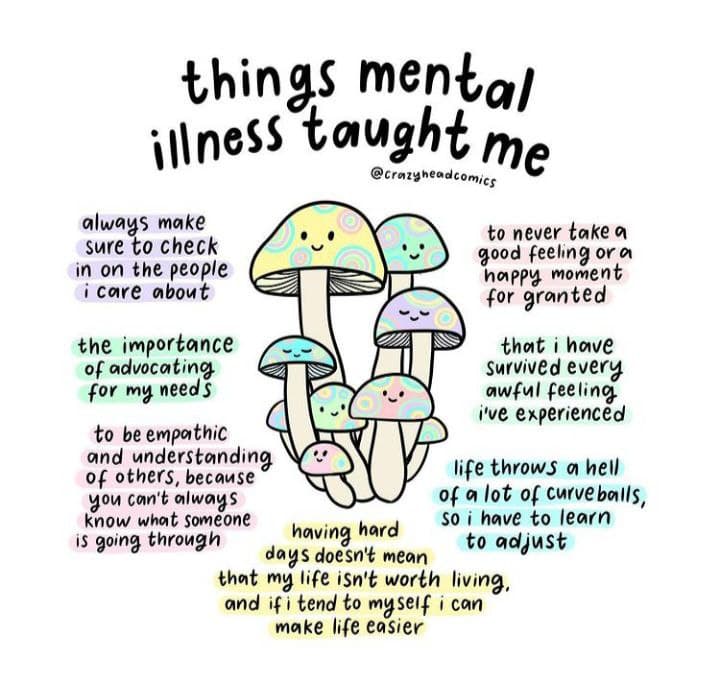 things mental
illness taught me
@crazyheadcomics
always make
sure to check
in on the people
i care about
the importance
of advocating
for my needs
to be empathic
and understanding
of others, because
you can't always
know what someone
is going through
to never take a
good feeling or a
happy moment
for granted
that i have
survived every
awful feeling
i've experienced
life throws a hell
of a lot of curveballs,
so i have to learn
to adjust
having hard
days doesn't mean
that my life isn't worth living,
and if i tend to myself i can
make life easier